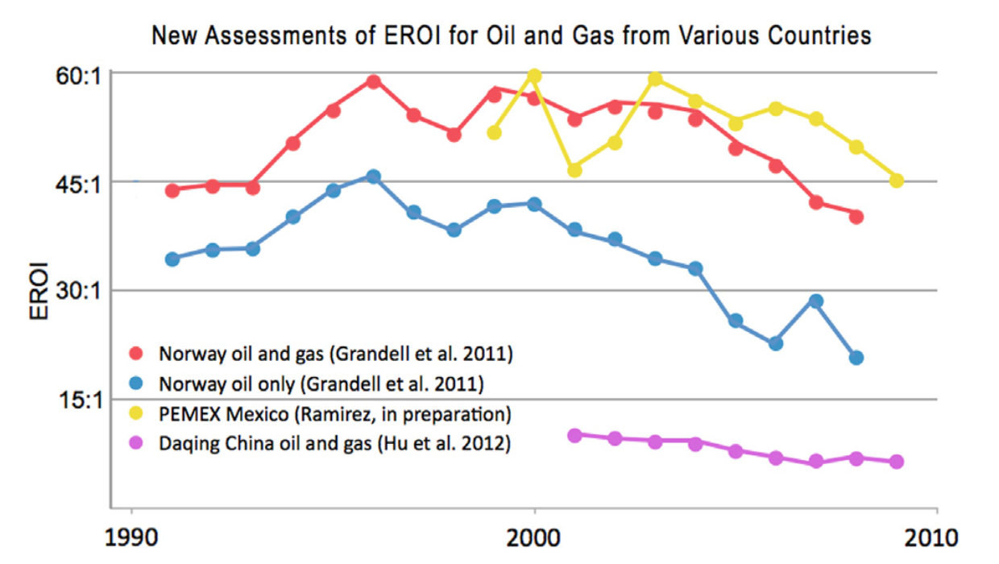 New Assessments of EROI for Oil and Gas from Various Countries
60:1
45:1
EROI
30:1
15:1
Norway oil and gas (Grandell et al. 2011)
Norway oil only (Grandell et al. 2011)
PEMEX Mexico (Ramirez, in preparation)
Daqing China oil and gas (Hu et al. 2012)
1990
2000
2010